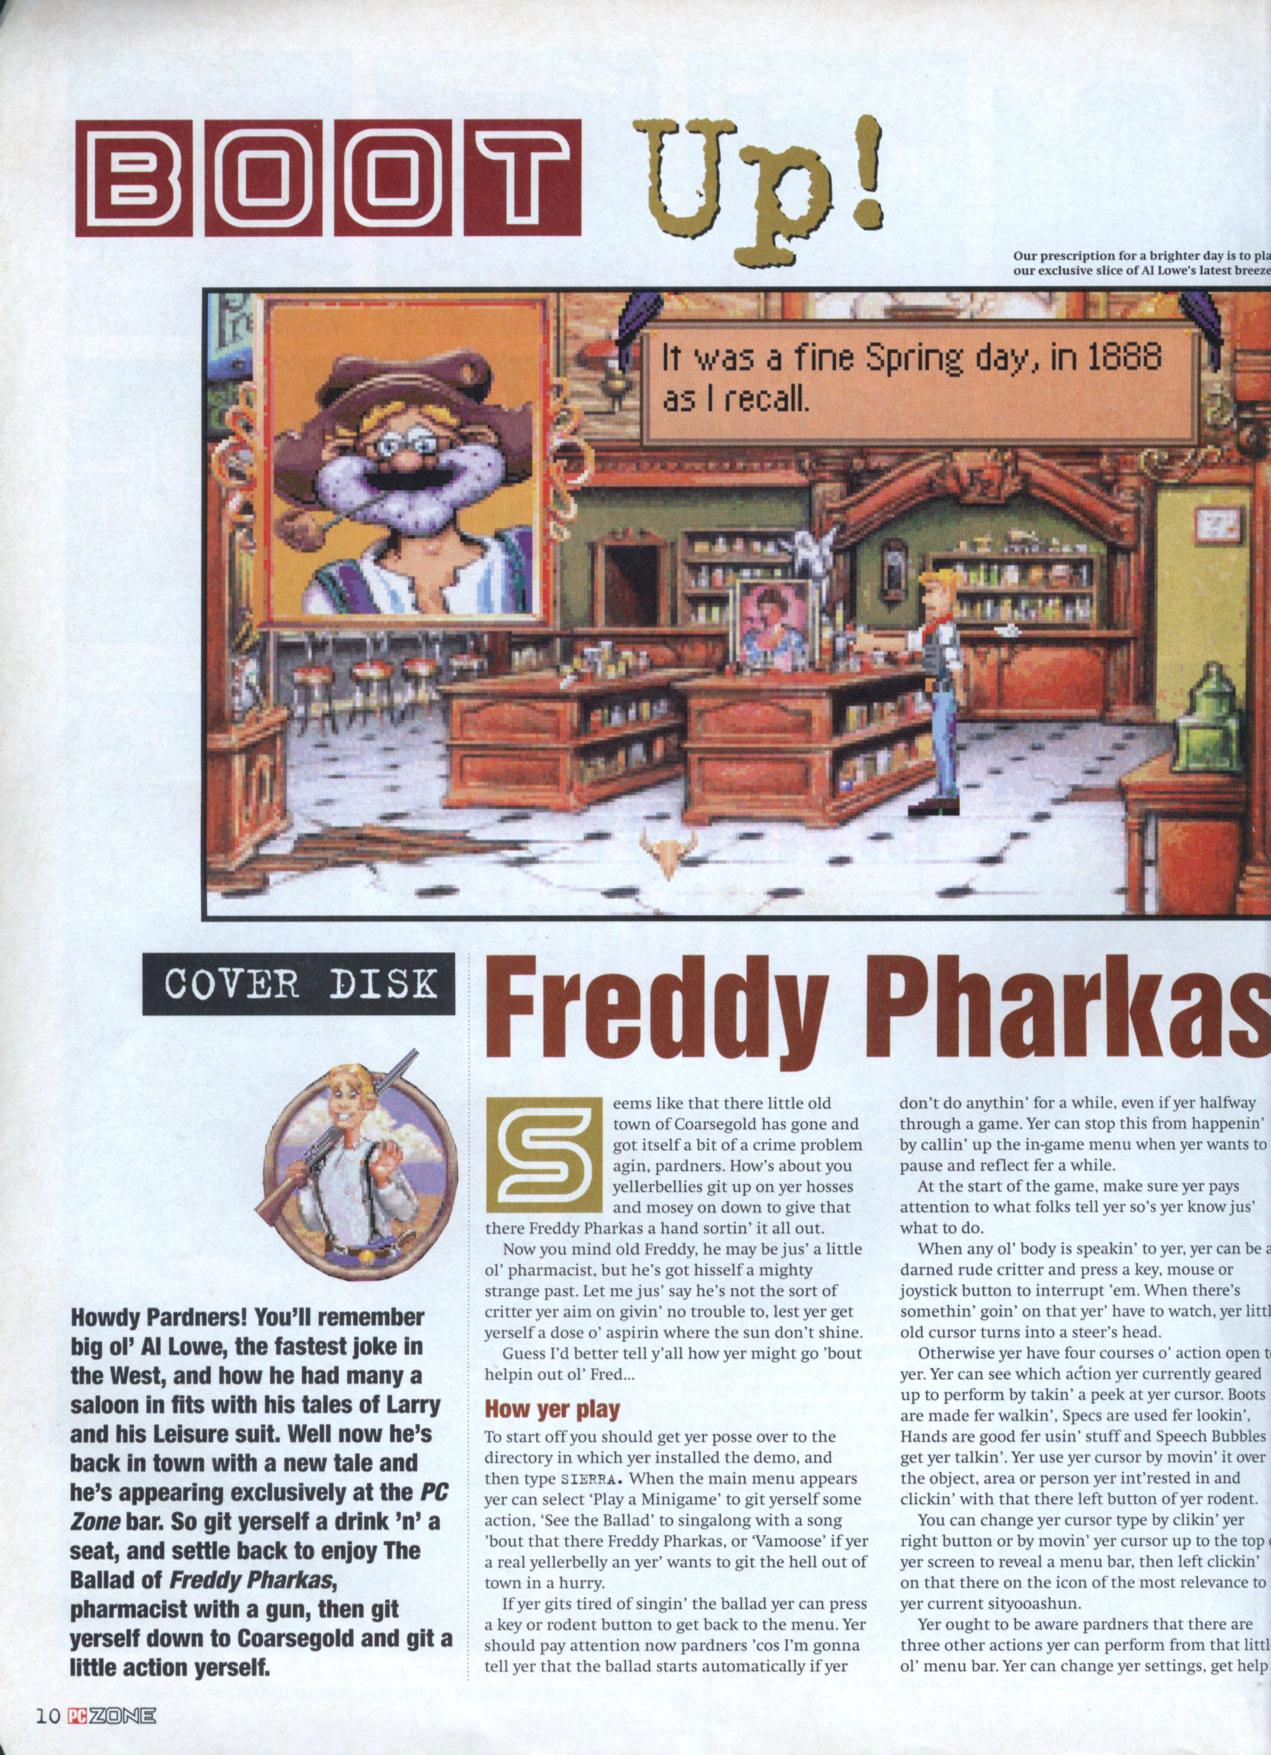 BOOT Up!
Our prescription for a brighter day is to pla
our exclusive slice of Al Lowe's latest breeze
It was a fine Spring day, in 1888
as I recall.
COVER DISK
Howdy Pardners! You'll remember
big ol' Al Lowe, the fastest joke in
the West, and how he had many a
saloon in fits with his tales of Larry
and his Leisure suit. Well now he's
back in town with a new tale and
he's appearing exclusively at the PC
Zone bar. So git yerself a drink 'n' a
seat, and settle back to enjoy The
Ballad of Freddy Pharkas,
pharmacist with a gun, then git
yerself down to Coarsegold and git a
little action yerself.
Freddy Pharkas
Seems like that there little old
town of Coarsegold has gone and
got itself a bit of a crime problem
agin, pardners. How's about you
yellerbellies git up on yer hosses
and mosey on down to give that
there Freddy Pharkas a hand sortin' it all out.
Now you mind old Freddy, he may be jus' a little
ol' pharmacist, but he's got hisself a mighty
strange past. Let me jus' say he's not the sort of
critter yer aim on givin' no trouble to, lest yer get
yerself a dose o' aspirin where the sun don't shine.
Guess I'd better tell y'all how yer might go 'bout
helpin out ol' Fred...
How yer play
To start off you should get yer posse over to the
directory in which yer installed the demo, and
then type SIERRA. When the main menu appears
yer can select 'Play a Minigame' to git yerself some
action, 'See the Ballad' to singalong with a song
'bout that there Freddy Pharkas, or 'Vamoose' if yer
a real yellerbelly an yer' wants to git the hell out of
town in a hurry.
If yer gits tired of singin' the ballad yer can press
a key or rodent button to get back to the menu. Yer
should pay attention now pardners 'cos I'm gonna
tell yer that the ballad starts automatically if yer
don't do anythin' for a while, even if yer halfway
through a game. Yer can stop this from happenin'
by callin' up the in-game menu when yer wants to
pause and reflect fer a while.
At the start of the game, make sure yer pays
attention to what folks tell yer so's yer know jus'
what to do.
When any ol' body is speakin' to yer, yer can be a
darned rude critter and press a key, mouse or
joystick button to interrupt 'em. When there's
somethin' goin' on that yer' have to watch, yer littl
old cursor turns into a steer's head.
Otherwise yer have four courses o' action open t
yer. Yer can see which action yer currently geared
up to perform by takin' a peek at yer cursor. Boots
are made fer walkin', Specs are used fer lookin',
Hands are good fer usin' stuff and Speech Bubbles
get yer talkin'. Yer use yer cursor by movin' it over
the object, area or person yer int'rested in and
clickin' with that there left button of yer rodent.
You can change yer cursor type by clikin' yer
right button or by movin' yer cursor up to the top
yer screen to reveal a menu bar, then left clickin'
on that there on the icon of the most relevance to
yer current sityooashun.
Yer ought to be aware pardners that there are
three other actions yer can perform from that littl
ol' menu bar. Yer can change yer settings, get help
10 PC ZONE